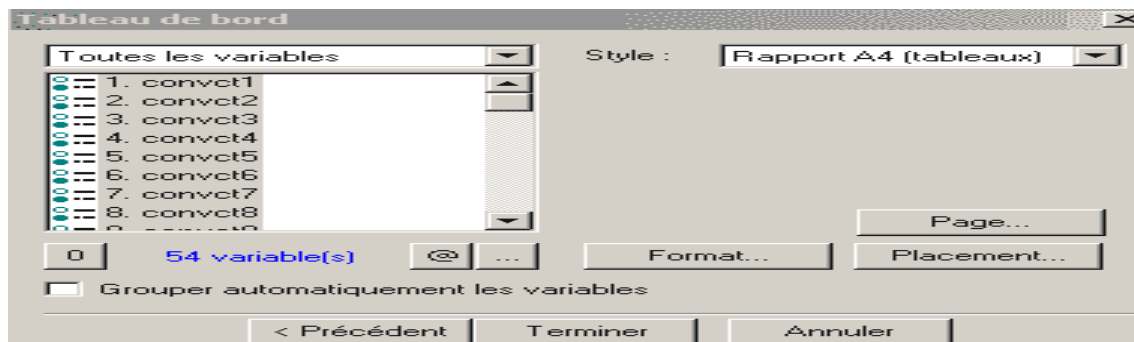 Tableau de bord
Toutes les variables
Style :
Rapport A4 (tableaux)
1. convct1
2. convct2
3. convct3
4. convct4
5. convct5
6. convct6
7. convct7
8. convct8
Page...
0
54 variable(s)
@
...
Format...
Placement...
Grouper automatiquement les variables
< Précédent
Terminer
Annuler